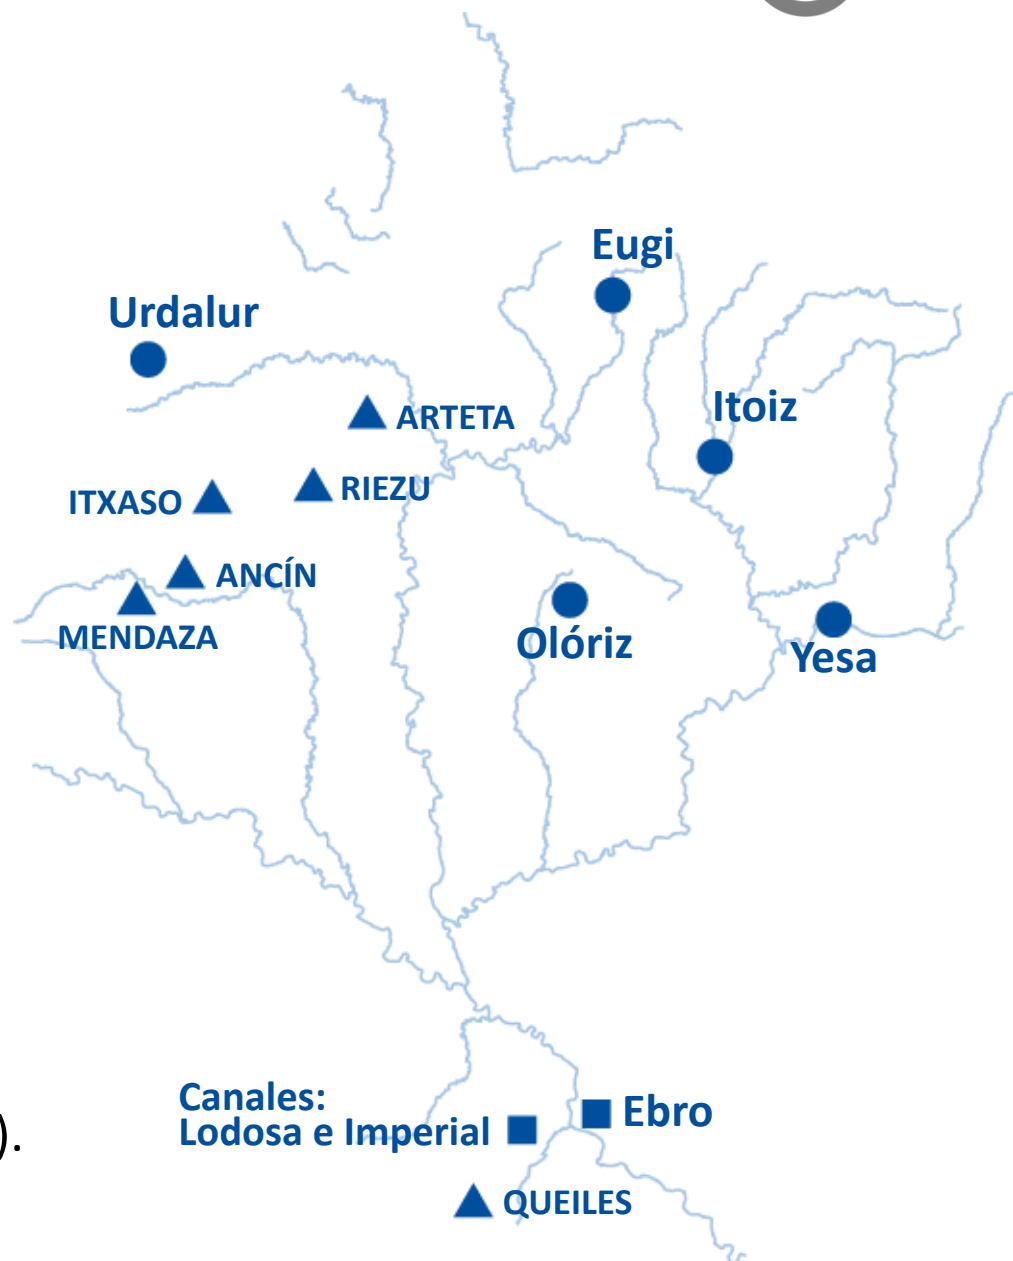 Eugi
Urdalur
Itoiz
ARTETA
RIEZU
ITXASO
ANCÍN
MENDAZA
Olóriz
Yesa
Canales:
Lodosa e Imperial
Ebro
).
QUEILES